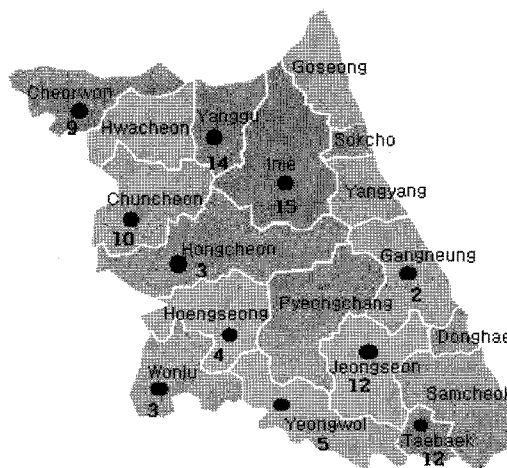 Goseong
Cheorwon
9
Hwacheon
Yanggu
14
Inje
15
Sokcho
Chuncheon
10
Yangyang
Hongcheon
3
Gangneung
2
Pyeongchang
Hoengseong
4
Donghae
Jeongseon
12
Wonju
3
Samcheok
Yeongwol
5
Taebaek
12